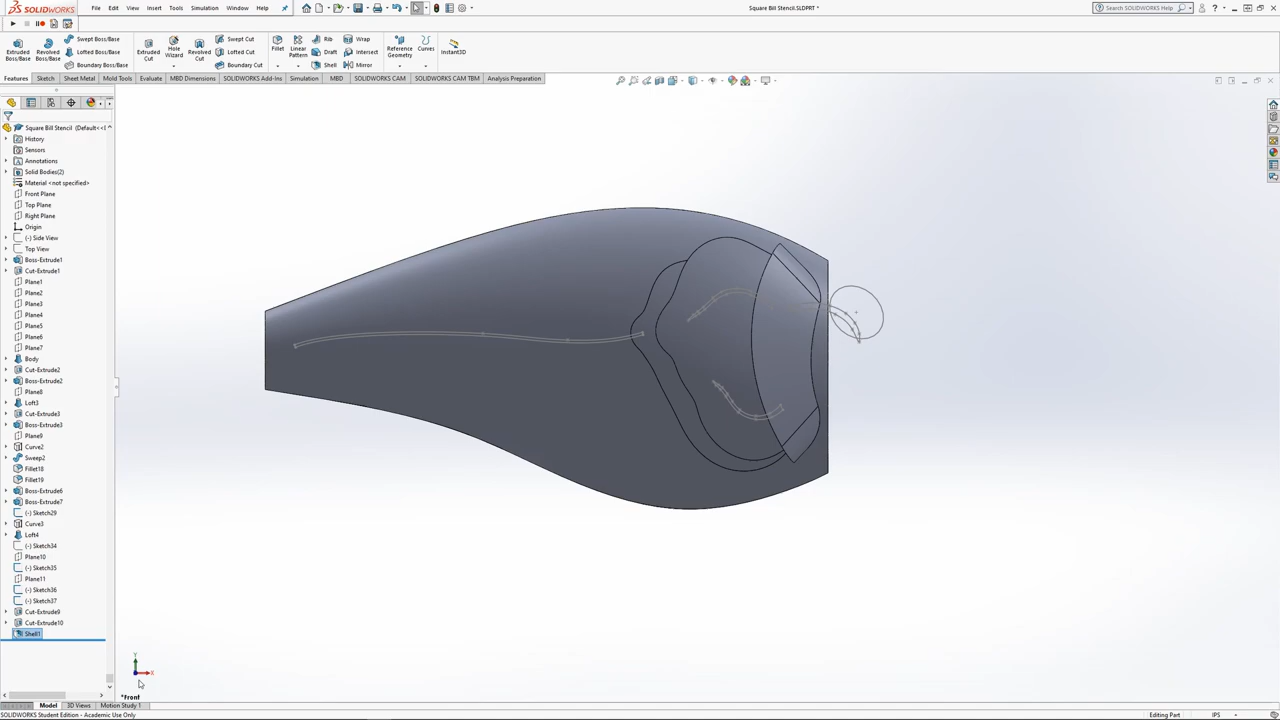 SOLIDWORKS File Edit View Insert Tools Simulation Window Help Square Bill Stencil.SLDPRT * Search SOLIDWORKS Help
Extruded Boss/Base
Revolved Boss/Base
Swept Boss/Base
Lofted Boss/Base
Boundary Boss/Base
Extruded Cut
Hole Wizard
Revolved Cut
Swept Cut
Lofted Cut
Boundary Cut
Fillet
Linear Pattern
Rib
Draft
Shell
Wrap
Intersect
Mirror
Reference Geometry
Curves
Instant3D
Features Sketch Sheet Metal Mold Tools Evaluate MBD Dimensions SOLIDWORKS Add-Ins Simulation MBD SOLIDWORKS CAM SOLIDWORKS CAM TBM Analysis Preparation
Square Bill Stencil (Default<<
History
Sensors
Annotations
Solid Bodies(2)
Material <not specified>
Front Plane
Top Plane
Right Plane
Origin
(-) Side View
Top View
Boss-Extrude1
Cut-Extrude1
Plane1
Plane2
Plane3
Plane4
Plane5
Plane6
Plane7
Body
Cut-Extrude2
Boss-Extrude2
Plane8
Loft3
Cut-Extrude3
Boss-Extrude3
Plane9
Curve2
Sweep2
Fillet18
Fillet19
Boss-Extrude6
Boss-Extrude7
(-) Sketch29
Curve3
Loft4
(-) Sketch34
Plane10
(-) Sketch35
Plane11
(-) Sketch36
(-) Sketch37
Cut-Extrude9
Cut-Extrude10
Shell1
Y
X
*Front
Model 3D Views Motion Study 1
SOLIDWORKS Student Edition - Academic Use Only Editing Part IPS